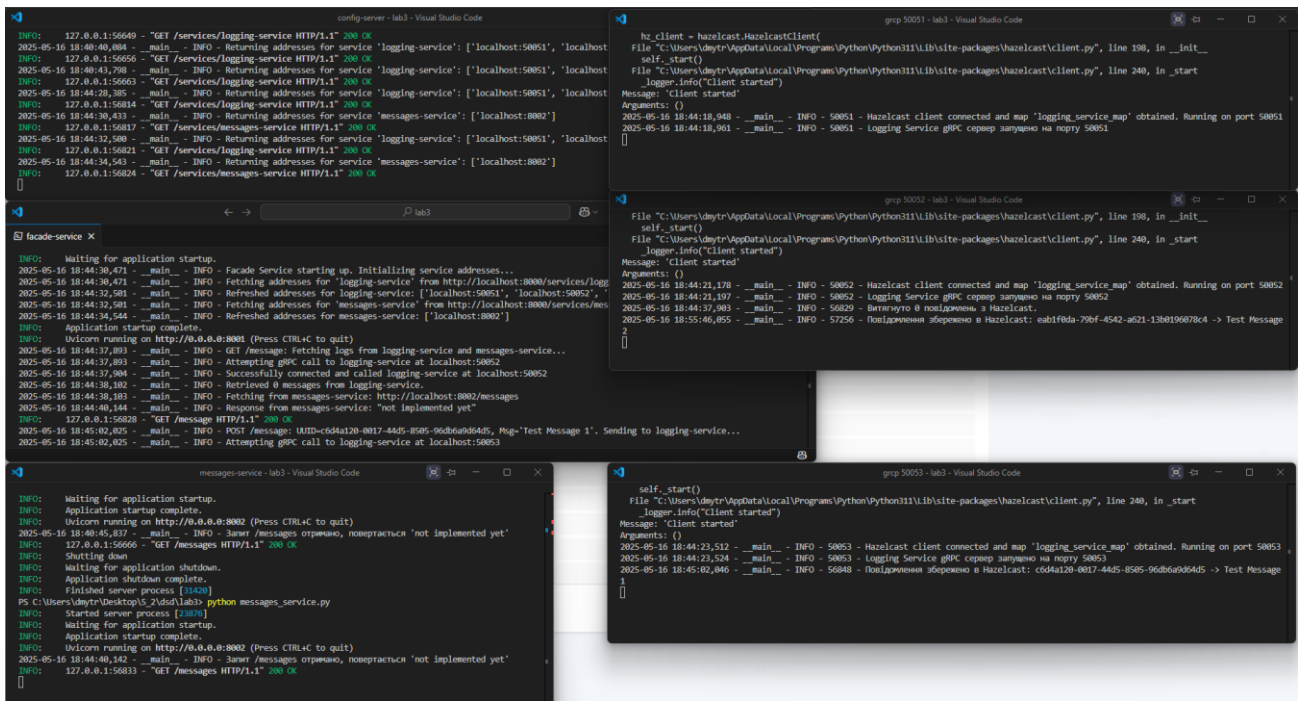 config-server - lab3 - Visual Studio Code
INFO: 127.0.0.1:56649 - "GET /services/logging-service HTTP/1.1" 200 OK
2025-05-16 18:40:40,084 - __main__ - INFO - Returning addresses for service 'logging-service': ['localhost:50051', 'localhost
INFO: 127.0.0.1:56656 - "GET /services/logging-service HTTP/1.1" 200 OK
2025-05-16 18:40:43,798 - __main__ - INFO - Returning addresses for service 'logging-service': ['localhost:50051', 'localhost
INFO: 127.0.0.1:56663 - "GET /services/logging-service HTTP/1.1" 200 OK
2025-05-16 18:44:28,385 - __main__ - INFO - Returning addresses for service 'logging-service': ['localhost:50051', 'localhost
INFO: 127.0.0.1:56814 - "GET /services/logging-service HTTP/1.1" 200 OK
2025-05-16 18:44:30,433 - __main__ - INFO - Returning addresses for service 'messages-service': ['localhost:8002']
INFO: 127.0.0.1:56817 - "GET /services/messages-service HTTP/1.1" 200 OK
2025-05-16 18:44:32,500 - __main__ - INFO - Returning addresses for service 'logging-service': ['localhost:50051', 'localhost
INFO: 127.0.0.1:56821 - "GET /services/logging-service HTTP/1.1" 200 OK
2025-05-16 18:44:34,543 - __main__ - INFO - Returning addresses for service 'messages-service': ['localhost:8002']
INFO: 127.0.0.1:56824 - "GET /services/messages-service HTTP/1.1" 200 OK
grcp 50051 - lab3 - Visual Studio Code
hz_client = hazelcast.HazelcastClient(
File "C:\Users\dmytr\AppData\Local\Programs\Python\Python311\Lib\site-packages\hazelcast\client.py", line 198, in __init__
self._start()
File "C:\Users\dmytr\AppData\Local\Programs\Python\Python311\Lib\site-packages\hazelcast\client.py", line 240, in _start
_logger.info("Client started")
Message: 'Client started'
Arguments: ()
2025-05-16 18:44:18,948 - __main__ - INFO - 50051 - Hazelcast client connected and map 'logging_service_map' obtained. Running on port 50051
2025-05-16 18:44:18,961 - __main__ - INFO - 50051 - Logging Service gRPC сервер запущено на порту 50051
grcp 50052 - lab3 - Visual Studio Code
File "C:\Users\dmytr\AppData\Local\Programs\Python\Python311\Lib\site-packages\hazelcast\client.py", line 198, in __init__
self._start()
File "C:\Users\dmytr\AppData\Local\Programs\Python\Python311\Lib\site-packages\hazelcast\client.py", line 240, in _start
_logger.info("Client started")
Message: 'Client started'
Arguments: ()
2025-05-16 18:44:21,178 - __main__ - INFO - 50052 - Hazelcast client connected and map 'logging_service_map' obtained. Running on port 50052
2025-05-16 18:44:21,197 - __main__ - INFO - 50052 - Logging Service gRPC сервер запущено на порту 50052
2025-05-16 18:44:37,903 - __main__ - INFO - 56829 - Витягнуто 0 повідомлень з Hazelcast.
2025-05-16 18:55:46,055 - __main__ - INFO - 57256 - Повідомлення збережено в Hazelcast: eab1f0da-79bf-4542-a621-13b0196078c4 -> Test Message
2
lab3
facade-service
INFO: Waiting for application startup.
2025-05-16 18:44:30,471 - __main__ - INFO - Facade Service starting up. Initializing service addresses...
2025-05-16 18:44:30,471 - __main__ - INFO - Fetching addresses for 'logging-service' from http://localhost:8000/services/logg
2025-05-16 18:44:32,501 - __main__ - INFO - Refreshed addresses for logging-service: ['localhost:50051', 'localhost:50052', '
2025-05-16 18:44:32,501 - __main__ - INFO - Fetching addresses for 'messages-service' from http://localhost:8000/services/mes
2025-05-16 18:44:34,544 - __main__ - INFO - Refreshed addresses for messages-service: ['localhost:8002']
INFO: Application startup complete.
INFO: Uvicorn running on http://0.0.0.0:8001 (Press CTRL+C to quit)
2025-05-16 18:44:37,893 - __main__ - INFO - GET /message: Fetching logs from logging-service and messages-service...
2025-05-16 18:44:37,893 - __main__ - INFO - Attempting gRPC call to logging-service at localhost:50052
2025-05-16 18:44:37,904 - __main__ - INFO - Successfully connected and called logging-service at localhost:50052
2025-05-16 18:44:38,102 - __main__ - INFO - Retrieved 0 messages from logging-service.
2025-05-16 18:44:38,103 - __main__ - INFO - Fetching from messages-service: http://localhost:8002/messages
2025-05-16 18:44:40,144 - __main__ - INFO - Response from messages-service: "not implemented yet"
INFO: 127.0.0.1:56828 - "GET /message HTTP/1.1" 200 OK
2025-05-16 18:45:02,025 - __main__ - INFO - POST /message: UUID=c6d4a120-0017-44d5-8505-96db6a9d64d5, Msg='Test Message 1'. Sending to logging-service...
2025-05-16 18:45:02,025 - __main__ - INFO - Attempting gRPC call to logging-service at localhost:50053
messages-service - lab3 - Visual Studio Code
INFO: Waiting for application startup.
INFO: Application startup complete.
INFO: Uvicorn running on http://0.0.0.0:8002 (Press CTRL+C to quit)
2025-05-16 18:40:45,837 - __main__ - INFO - Запит /messages отримано, повертається 'not implemented yet'
INFO: 127.0.0.1:56666 - "GET /messages HTTP/1.1" 200 OK
INFO: Shutting down
INFO: Waiting for application shutdown.
INFO: Application shutdown complete.
INFO: Finished server process [31420]
PS C:\Users\dmytr\Desktop\5_2\dsd\lab3> python messages_service.py
INFO: Started server process [23876]
INFO: Waiting for application startup.
INFO: Application startup complete.
INFO: Uvicorn running on http://0.0.0.0:8002 (Press CTRL+C to quit)
2025-05-16 18:44:40,142 - __main__ - INFO - Запит /messages отримано, повертається 'not implemented yet'
INFO: 127.0.0.1:56833 - "GET /messages HTTP/1.1" 200 OK
grcp 50053 - lab3 - Visual Studio Code
self._start()
File "C:\Users\dmytr\AppData\Local\Programs\Python\Python311\Lib\site-packages\hazelcast\client.py", line 240, in _start
_logger.info("Client started")
Message: 'Client started'
Arguments: ()
2025-05-16 18:44:23,512 - __main__ - INFO - 50053 - Hazelcast client connected and map 'logging_service_map' obtained. Running on port 50053
2025-05-16 18:44:23,524 - __main__ - INFO - 50053 - Logging Service gRPC сервер запущено на порту 50053
2025-05-16 18:45:02,046 - __main__ - INFO - 56848 - Повідомлення збережено в Hazelcast: c6d4a120-0017-44d5-8505-96db6a9d64d5 -> Test Message
1